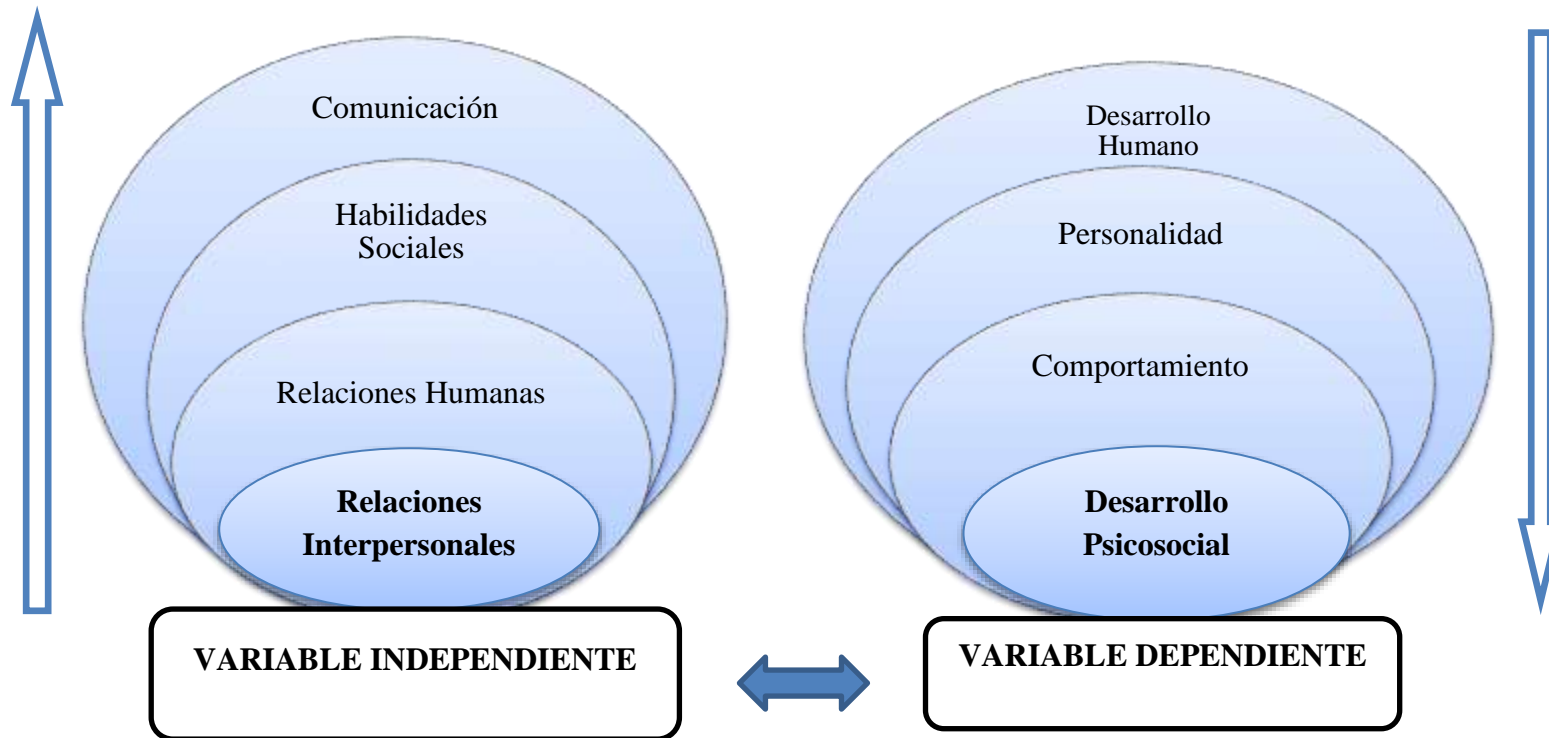 Comunicación
Habilidades
Sociales
Relaciones Humanas
Relaciones
Interpersonales
VARIABLE INDEPENDIENTE
Desarrollo
Humano
Personalidad
Comportamiento
Desarrollo
Psicosocial
VARIABLE DEPENDIENTE